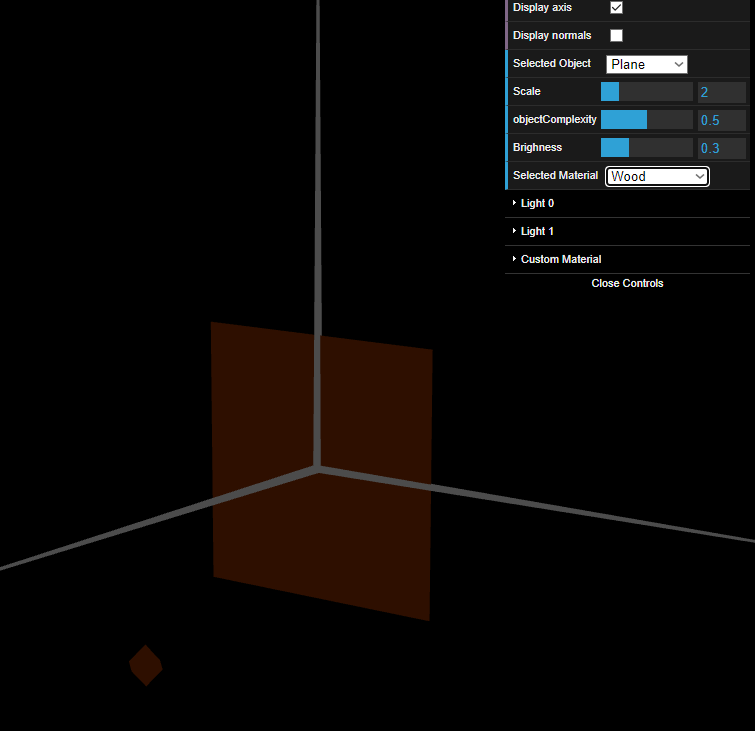 Display axis
Display normals
Selected Object Plane
Scale 2
objectComplexity 0.5
Brighness 0.3
Selected Material Wood
Light 0
Light 1
Custom Material
Close Controls